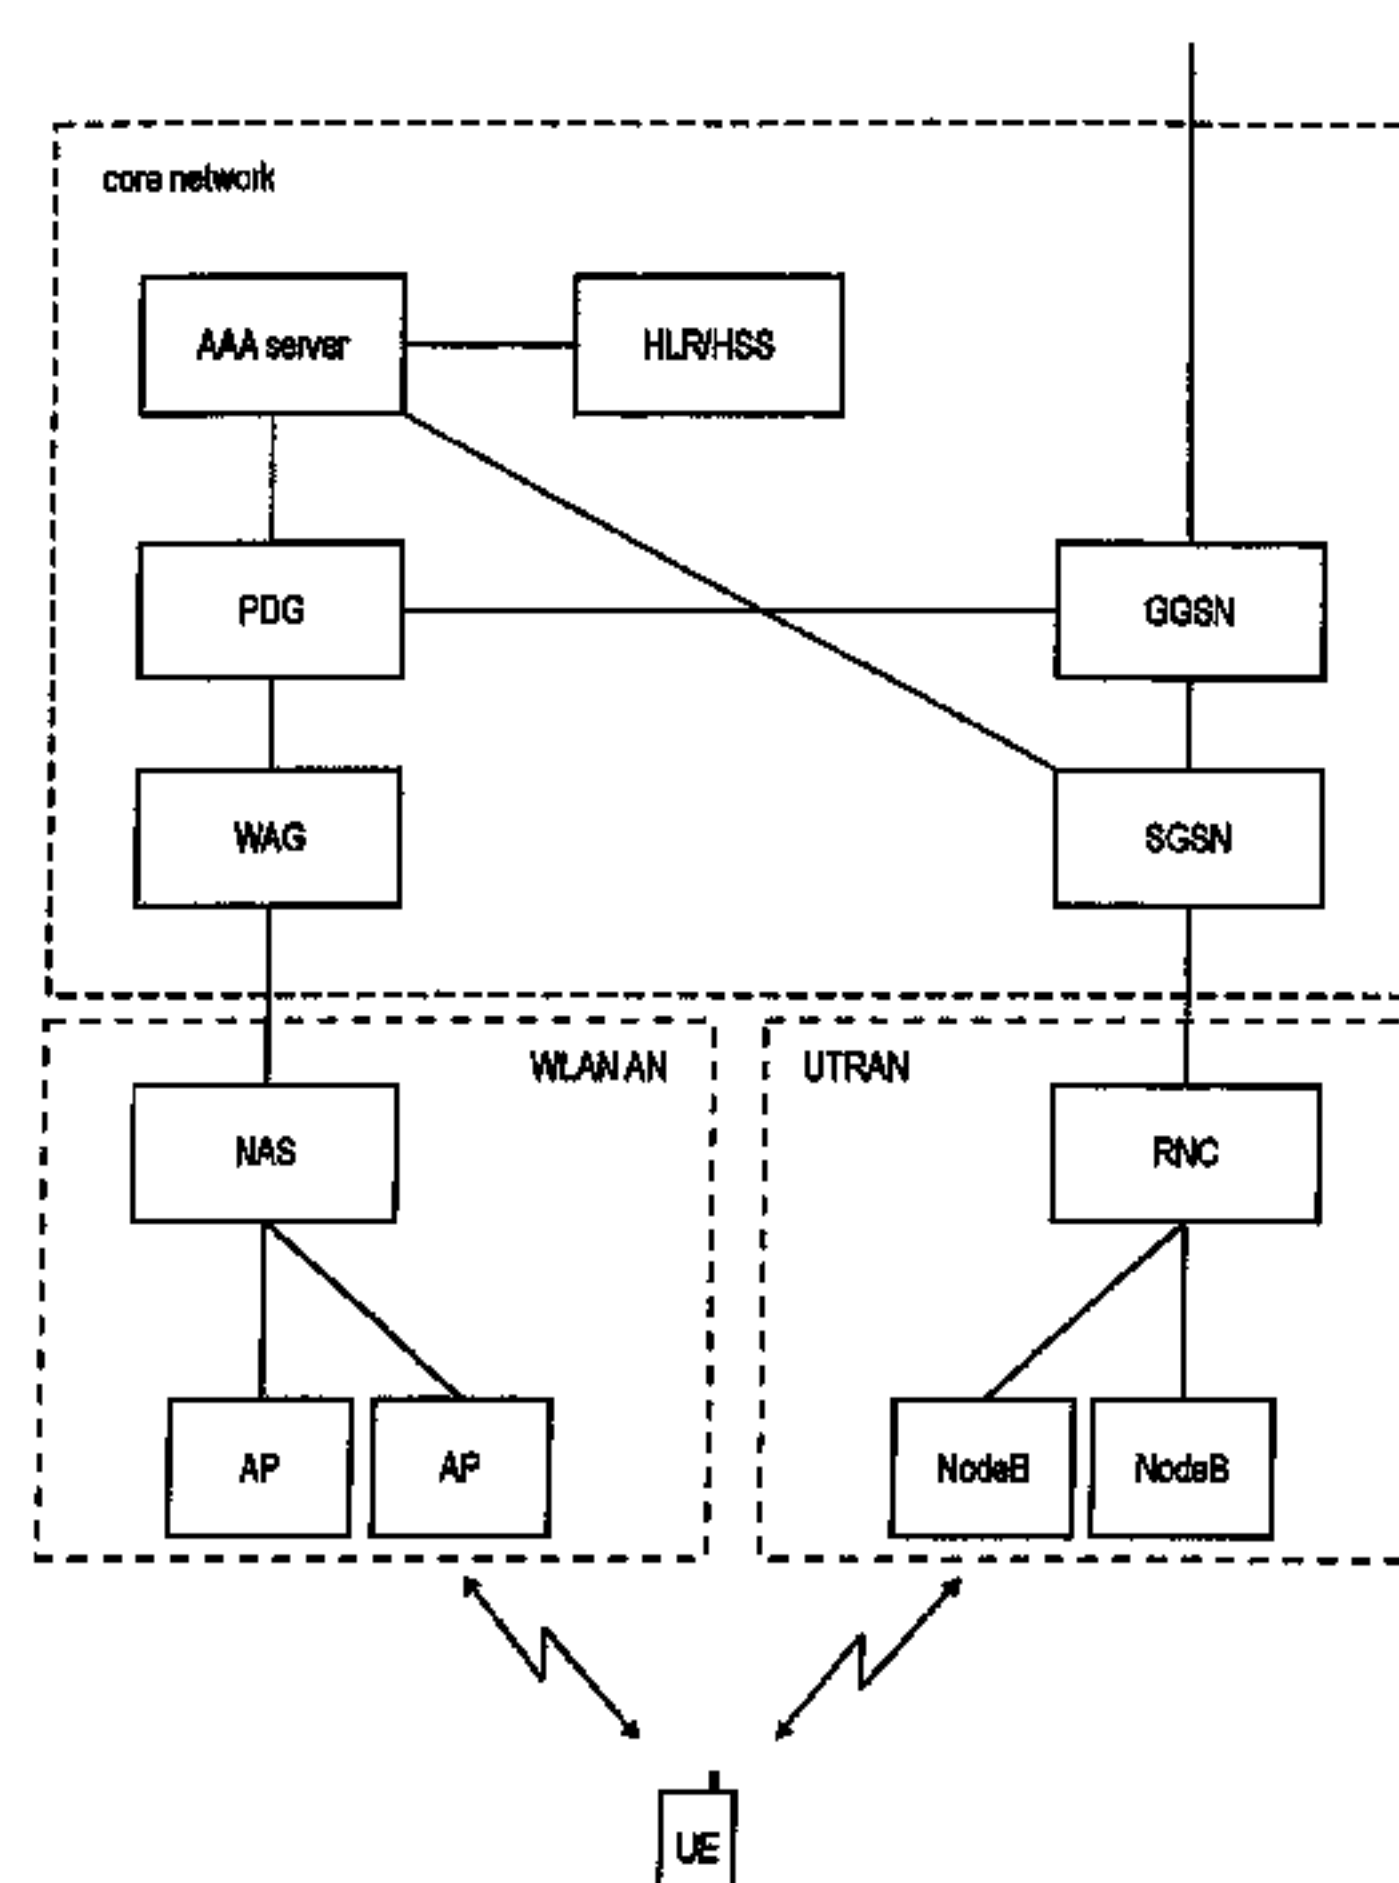 core network
AAA server
HLR/HSS
PDG
GGSN
WAG
SGSN
WLAN AN
UTRAN
NAS
RNC
AP
AP
NodeB
NodeB
UE